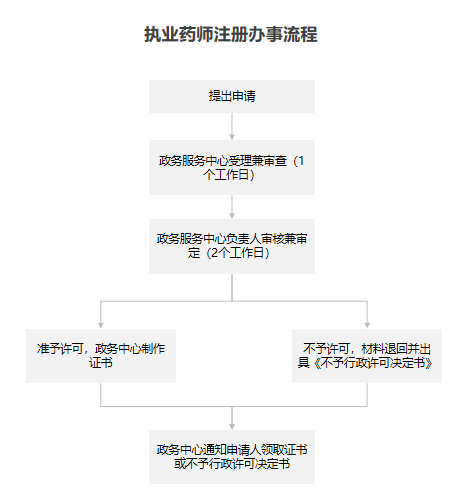 执业药师注册办事流程
提出申请
政务服务中心受理兼审查（1
个工作日）
政务服务中心负责人审核兼审
定（2个工作日）
准予许可，政务中心制作
证书
不予许可，材料退回并出
具《不予行政许可决定书》
政务中心通知申请人领取证书
或不予行政许可决定书